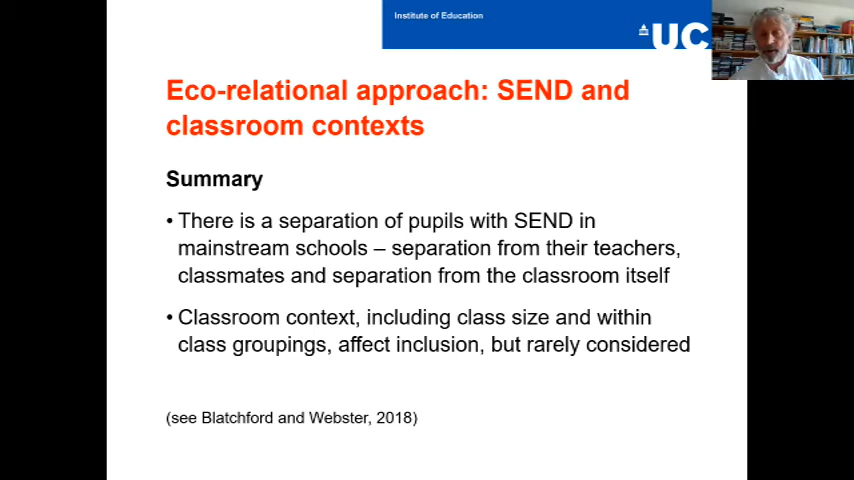 Institute of Education
UC
Eco-relational approach: SEND and
classroom contexts
Summary
• There is a separation of pupils with SEND in
mainstream schools – separation from their teachers,
classmates and separation from the classroom itself
• Classroom context, including class size and within
class groupings, affect inclusion, but rarely considered
(see Blatchford and Webster, 2018)